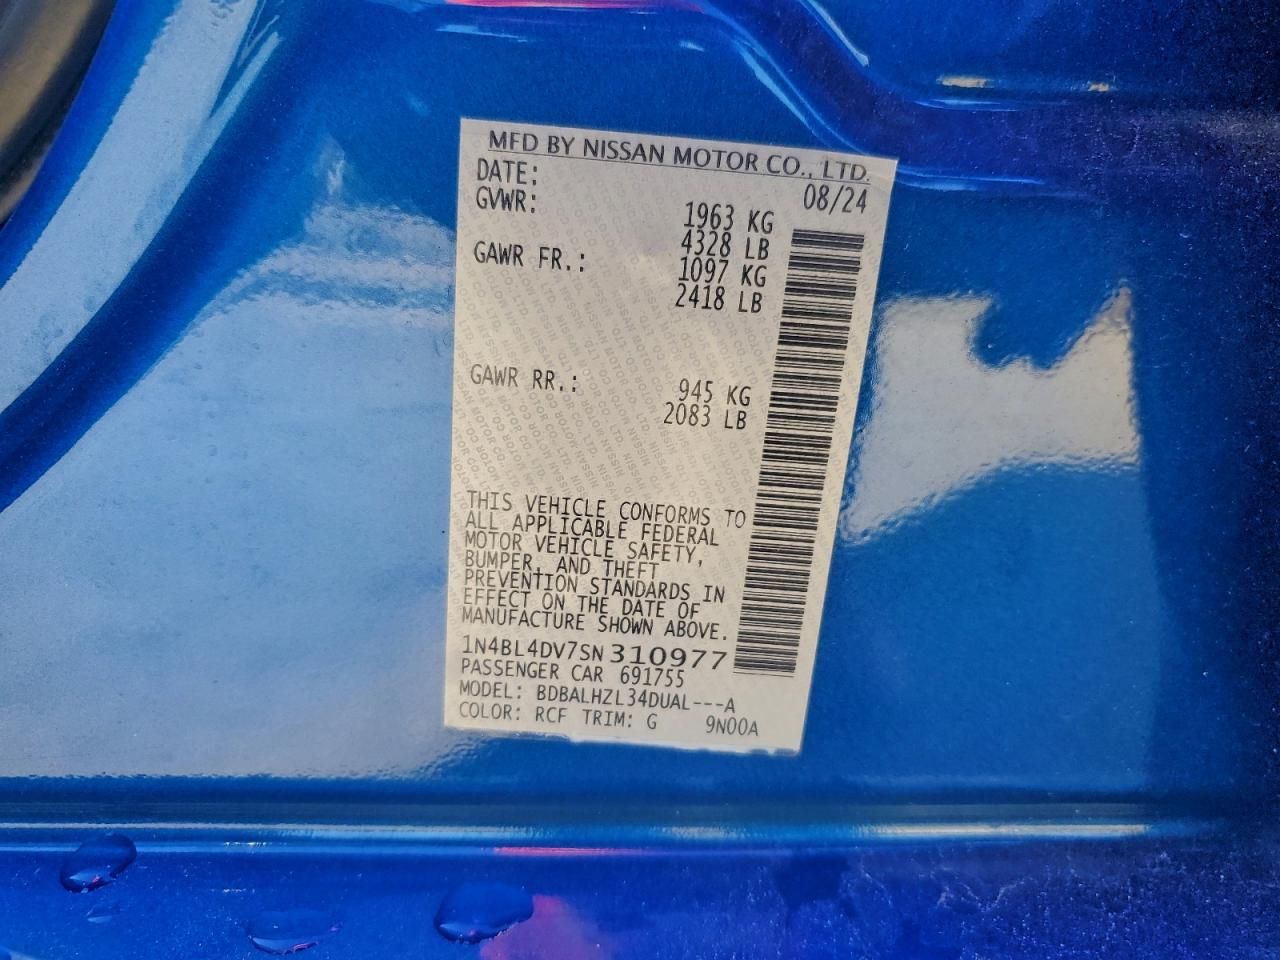 MFD BY NISSAN MOTOR CO., LTD.
DATE: 08/24
GVWR: 1963 KG
4328 LB
GAWR FR.: 1097 KG
2418 LB
GAWR RR.: 945 KG
2083 LB
THIS VEHICLE CONFORMS TO
ALL APPLICABLE FEDERAL
MOTOR VEHICLE SAFETY,
BUMPER, AND THEFT
PREVENTION STANDARDS IN
EFFECT ON THE DATE OF
MANUFACTURE SHOWN ABOVE.
1N4BL4DV7SN310977
PASSENGER CAR 691755
MODEL: BDBALHZL34DUAL---A
COLOR: RCF TRIM: G 9N00A